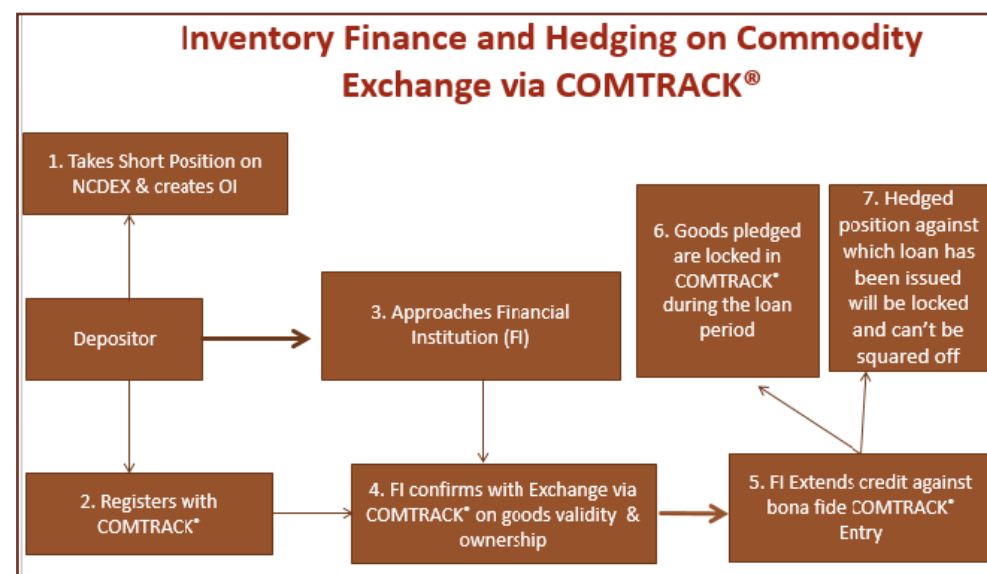 Inventory Finance and Hedging on Commodity
Exchange via COMTRACK®
1. Takes Short Position on
NCDEX & creates OI
Depositor
2. Registers with
COMTRACK®
3. Approaches Financial
Institution (FI)
4. FI confirms with Exchange via
COMTRACK® on goods validity &
ownership
5. FI Extends credit against
bona fide COMTRACK®
Entry
6. Goods pledged
are locked in
COMTRACK®
during the loan
period
7. Hedged
position against
which loan has
been issued
will be locked
and can't be
squared off